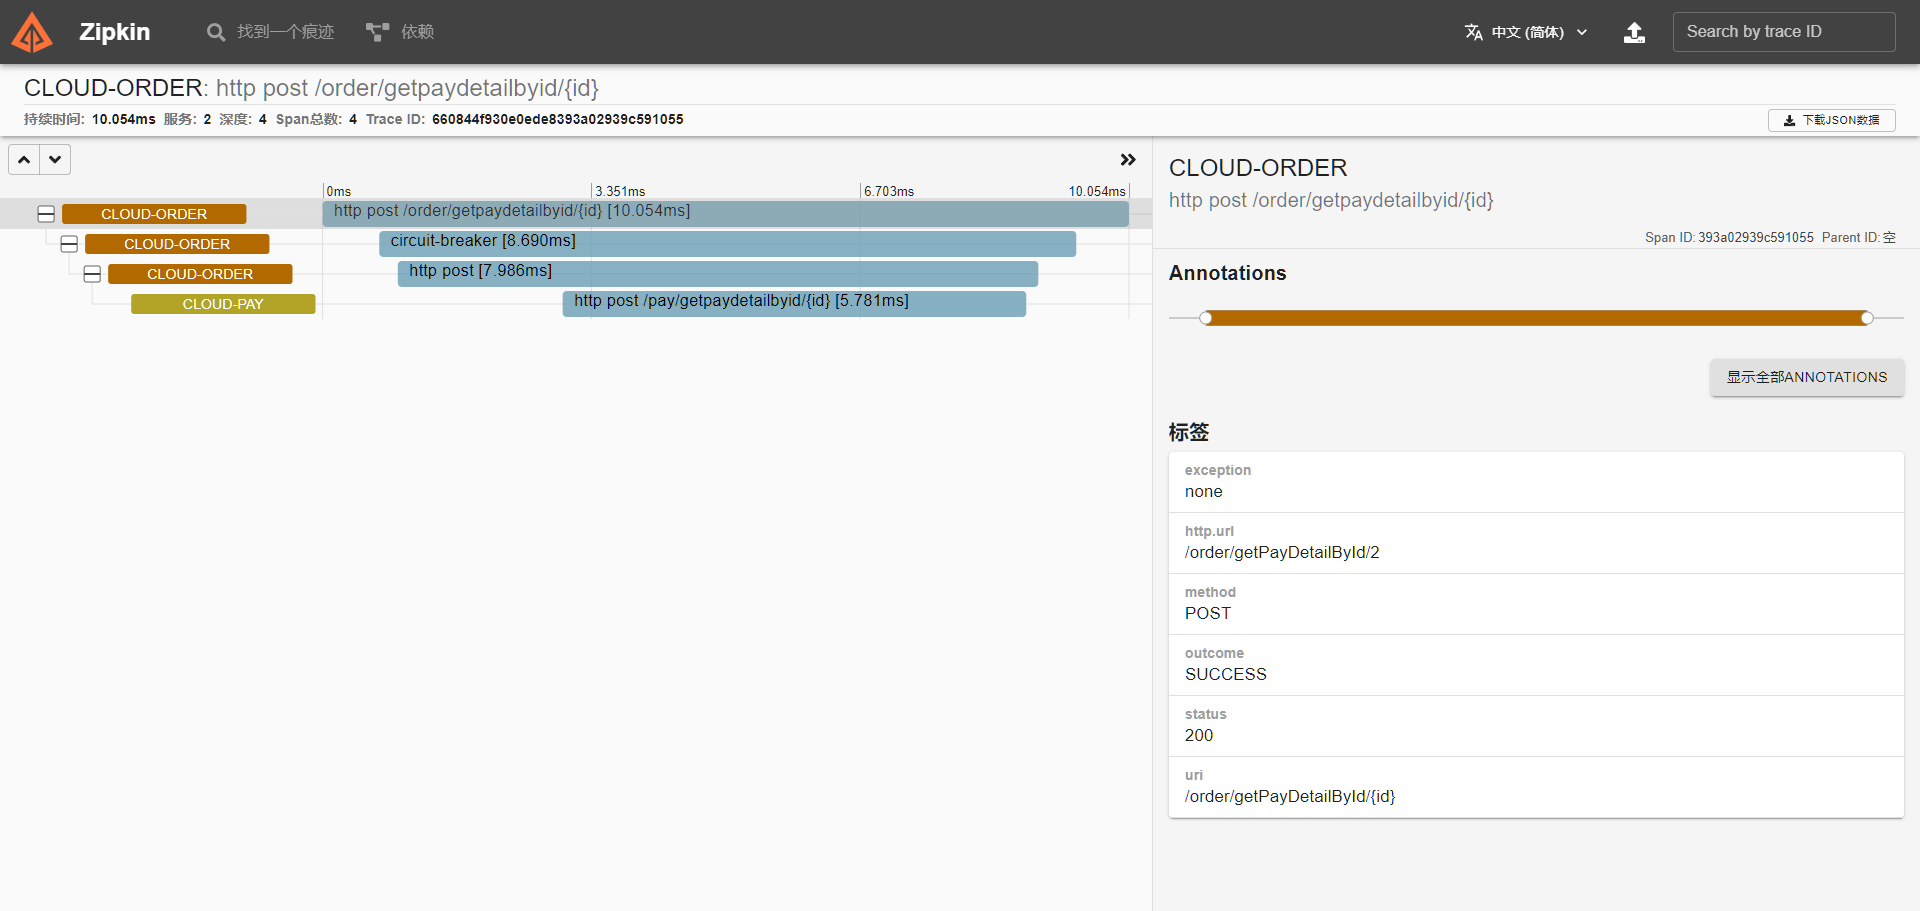 Zipkin
找到一个痕迹
依赖
中文 (简体)
Search by trace ID
CLOUD-ORDER: http post /order/getpaydetailbyid/{id}
持续时间: 10.054ms 服务: 2 深度: 4 Span总数: 4 Trace ID: 660844f930e0ede8393a02939c591055
下载JSON数据
0ms 3.351ms 6.703ms 10.054ms
CLOUD-ORDER http post /order/getpaydetailbyid/{id} [10.054ms]
CLOUD-ORDER circuit-breaker [8.690ms]
CLOUD-ORDER http post [7.986ms]
CLOUD-PAY http post /pay/getpaydetailbyid/{id} [5.781ms]
CLOUD-ORDER
http post /order/getpaydetailbyid/{id}
Span ID: 393a02939c591055 Parent ID: 空
Annotations
显示全部ANNOTATIONS
标签
exception
none
http.url
/order/getPayDetailById/2
method
POST
outcome
SUCCESS
status
200
uri
/order/getPayDetailById/{id}